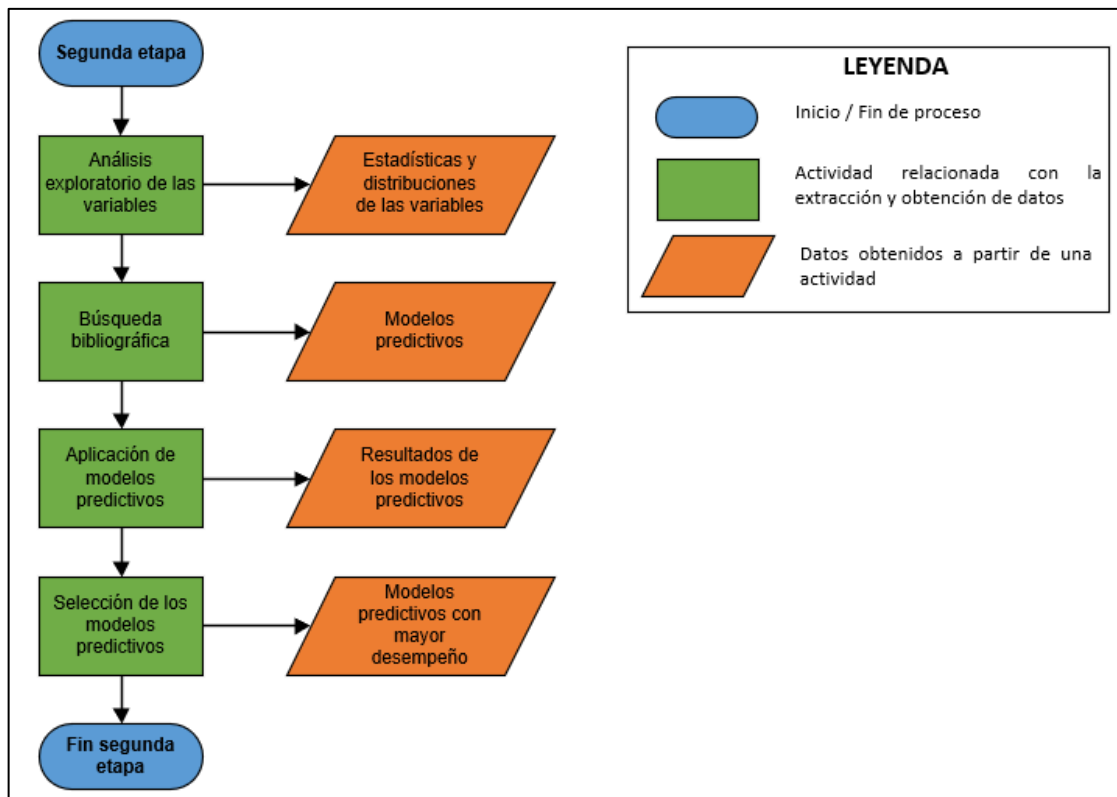 Segunda etapa
Análisis
exploratorio de las
variables
Estadísticas y
distribuciones
de las variables
Búsqueda
bibliográfica
Modelos
predictivos
Aplicación de
modelos
predictivos
Resultados de
los modelos
predictivos
Selección de los
modelos
predictivos
Modelos
predictivos con
mayor
desempeño
Fin segunda
etapa
LEYENDA
Inicio / Fin de proceso
Actividad relacionada con la
extracción y obtención de datos
Datos obtenidos a partir de una
actividad